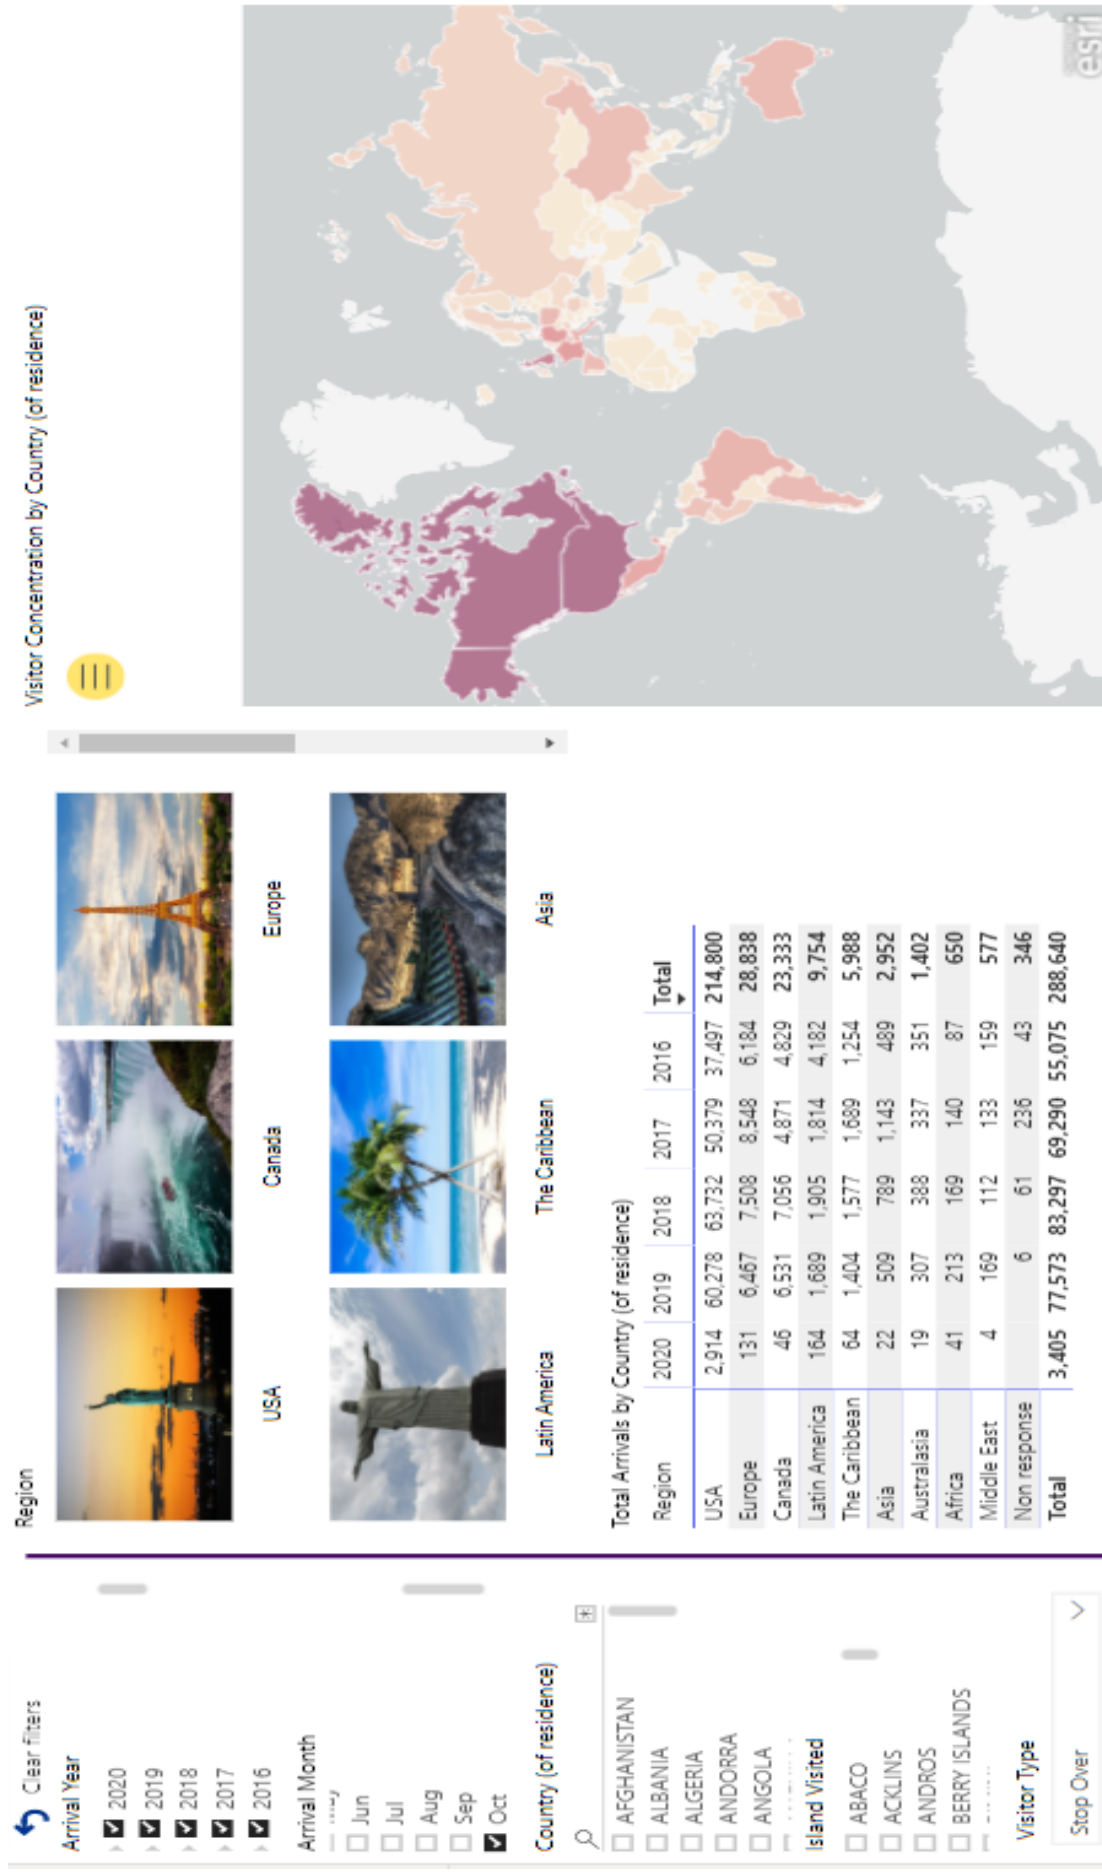 Clear filters
Arrival Year
2020
2019
2018
2017
2016
Arrival Month
Jun
Jul
Aug
Sep
Oct
Country (of residence)
AFGHANISTAN
ALBANIA
ALGERIA
ANDORRA
ANGOLA
Island Visited
ABACO
ACKLINS
ANDROS
BERRY ISLANDS
Visitor Type
Stop Over
Region
USA
Canada
Europe
Latin America
The Caribbean
Asia
Total Arrivals by Country (of residence)
Region 2020 2019 2018 2017 2016 Total
USA 2,914 60,278 63,732 50,379 37,497 214,800
Europe 131 6,467 7,508 8,548 6,184 28,838
Canada 46 6,531 7,056 4,871 4,829 23,333
Latin America 164 1,689 1,905 1,814 4,182 9,754
The Caribbean 64 1,404 1,577 1,689 1,254 5,988
Asia 22 509 789 1,143 489 2,952
Australasia 19 307 388 337 351 1,402
Africa 41 213 169 140 87 650
Middle East 4 169 112 133 159 577
Non response 6 61 236 43 346
Total 3,405 77,573 83,297 69,290 55,075 288,640
Visitor Concentration by Country (of residence)
esri